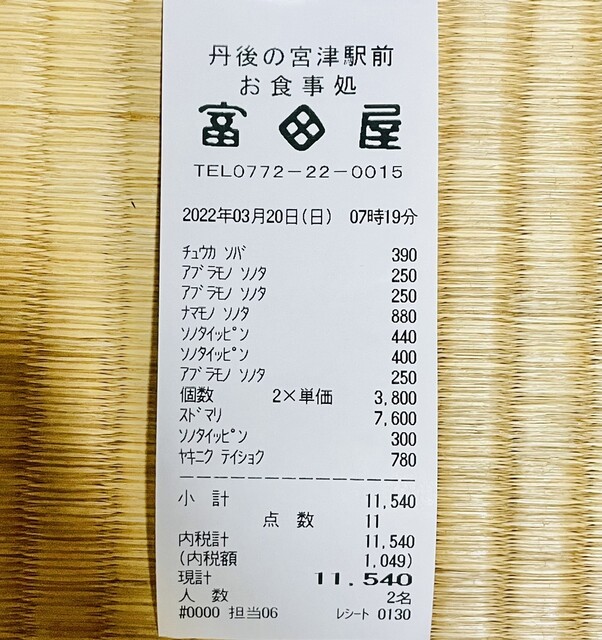 丹後の宮津駅前
お食事処
富田屋
TEL0772-22-0015
2022年03月20日(日) 07時19分
ﾁｭｳｶ ｿﾊﾞ 390
ｱﾌﾞﾗﾓﾉ ｿﾉﾀ 250
ｱﾌﾞﾗﾓﾉ ｿﾉﾀ 250
ﾅﾏﾓﾉ ｿﾉﾀ 880
ｿﾉﾀｲｯﾋﾟﾝ 440
ｿﾉﾀｲｯﾋﾟﾝ 400
ｱﾌﾞﾗﾓﾉ ｿﾉﾀ 250
個数 2×単価 3,800
ｽﾄﾞﾏﾘ 7,600
ｿﾉﾀｲｯﾋﾟﾝ 300
ﾔｷﾆｸ ﾃｲｼｮｸ 780
小 計 11,540
点 数 11
内税計 11,540
(内税額 1,049)
現計 11,540
人 数 2名
#0000 担当06 レシート 0130